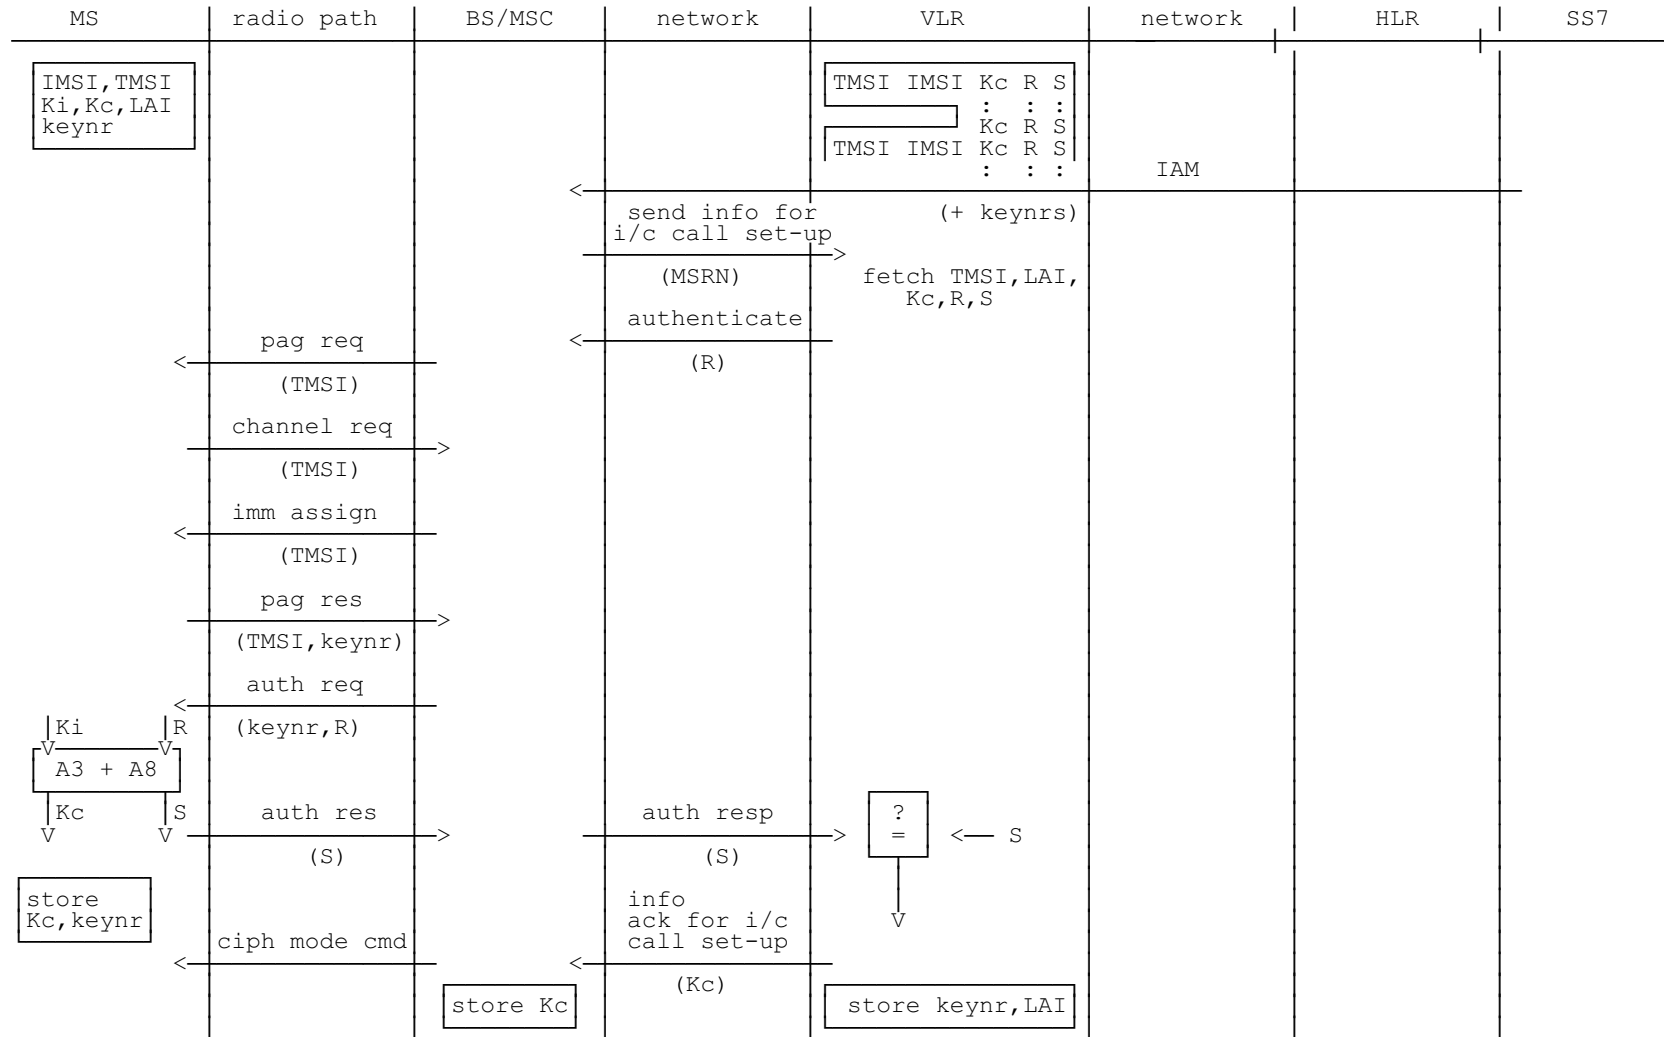 MS radio path BS/MSC network VLR network HLR SS7
IMSI,TMSI
Ki,Kc,LAI
keynr
TMSI IMSI Kc R S
: : :
Kc R S
TMSI IMSI Kc R S
: : :
IAM
(+ keynrs)
send info for
i/c call set-up
(MSRN)
fetch TMSI,LAI,
Kc,R,S
authenticate
(R)
pag req
(TMSI)
channel req
(TMSI)
imm assign
(TMSI)
pag res
(TMSI,keynr)
auth req
(keynr,R)
Ki R
A3 + A8
Kc S
auth res
(S)
auth resp
(S)
?
=
S
store
Kc,keynr
info
ack for i/c
call set-up
ciph mode cmd
(Kc)
store Kc
store keynr,LAI